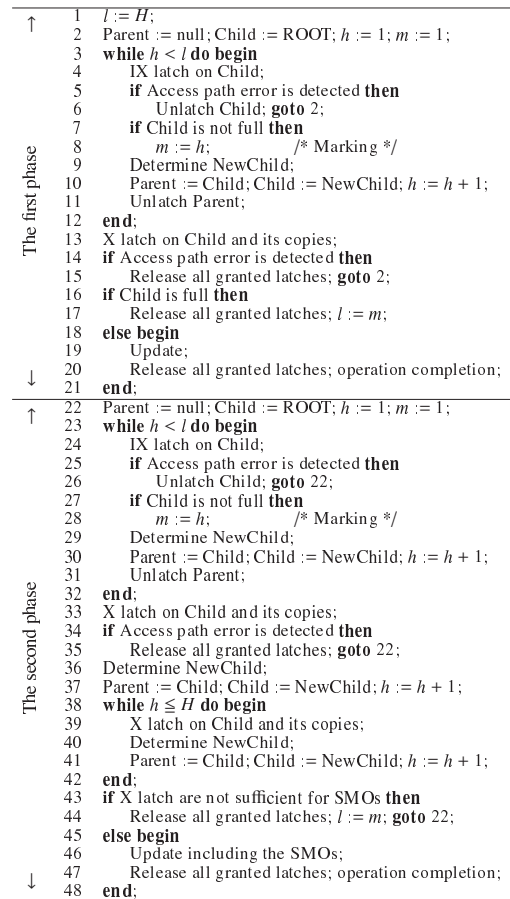 The first phase
1 l := H;
2 Parent := null; Child := ROOT; h := 1; m := 1;
3 while h < l do begin
4 IX latch on Child;
5 if Access path error is detected then
6 Unlatch Child; goto 2;
7 if Child is not full then
8 m := h; /* Marking */
9 Determine NewChild;
10 Parent := Child; Child := NewChild; h := h + 1;
11 Unlatch Parent;
12 end;
13 X latch on Child and its copies;
14 if Access path error is detected then
15 Release all granted latches; goto 2;
16 if Child is full then
17 Release all granted latches; l := m;
18 else begin
19 Update;
20 Release all granted latches; operation completion;
21 end;
The second phase
22 Parent := null; Child := ROOT; h := 1; m := 1;
23 while h < l do begin
24 IX latch on Child;
25 if Access path error is detected then
26 Unlatch Child; goto 22;
27 if Child is not full then
28 m := h; /* Marking */
29 Determine NewChild;
30 Parent := Child; Child := NewChild; h := h + 1;
31 Unlatch Parent;
32 end;
33 X latch on Child and its copies;
34 if Access path error is detected then
35 Release all granted latches; goto 22;
36 Determine NewChild;
37 Parent := Child; Child := NewChild; h := h + 1;
38 while h ≦ H do begin
39 X latch on Child and its copies;
40 Determine NewChild;
41 Parent := Child; Child := NewChild; h := h + 1;
42 end;
43 if X latch are not sufficient for SMOs then
44 Release all granted latches; l := m; goto 22;
45 else begin
46 Update including the SMOs;
47 Release all granted latches; operation completion;
48 end;